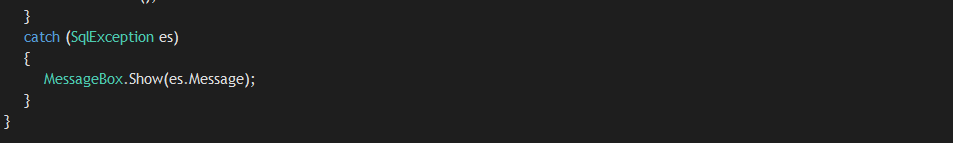 }
catch (SqlException es)
{
MessageBox.Show(es.Message);
}
}